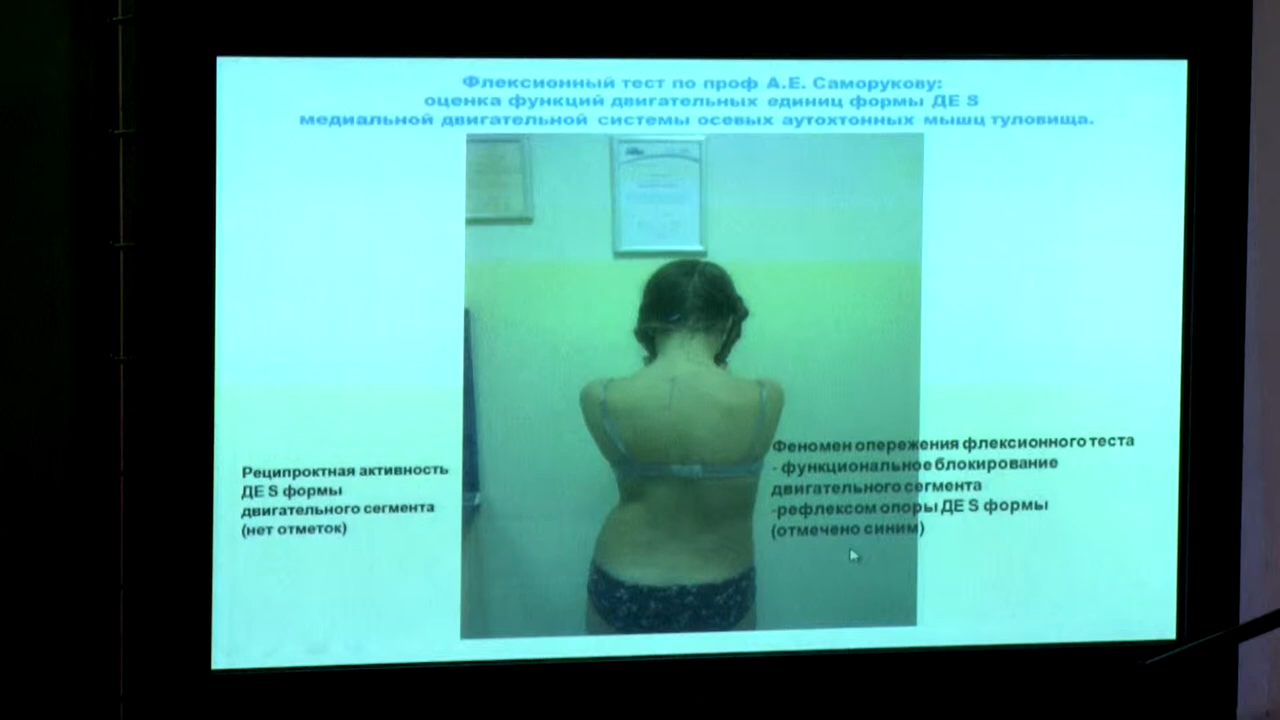 Флексионный тест по проф А.Е. Саморукову:
оценка функций двигательных единиц формы ДЕ S
медиальной двигательной системы осевых аутохтонных мышц туловища.
Реципроктная активность
ДЕ S формы
двигательного сегмента
(нет отметок)
Феномен опережения флексионного теста
- функциональное блокирование
двигательного сегмента
-рефлексом опоры ДЕ S формы
(отмечено синим)